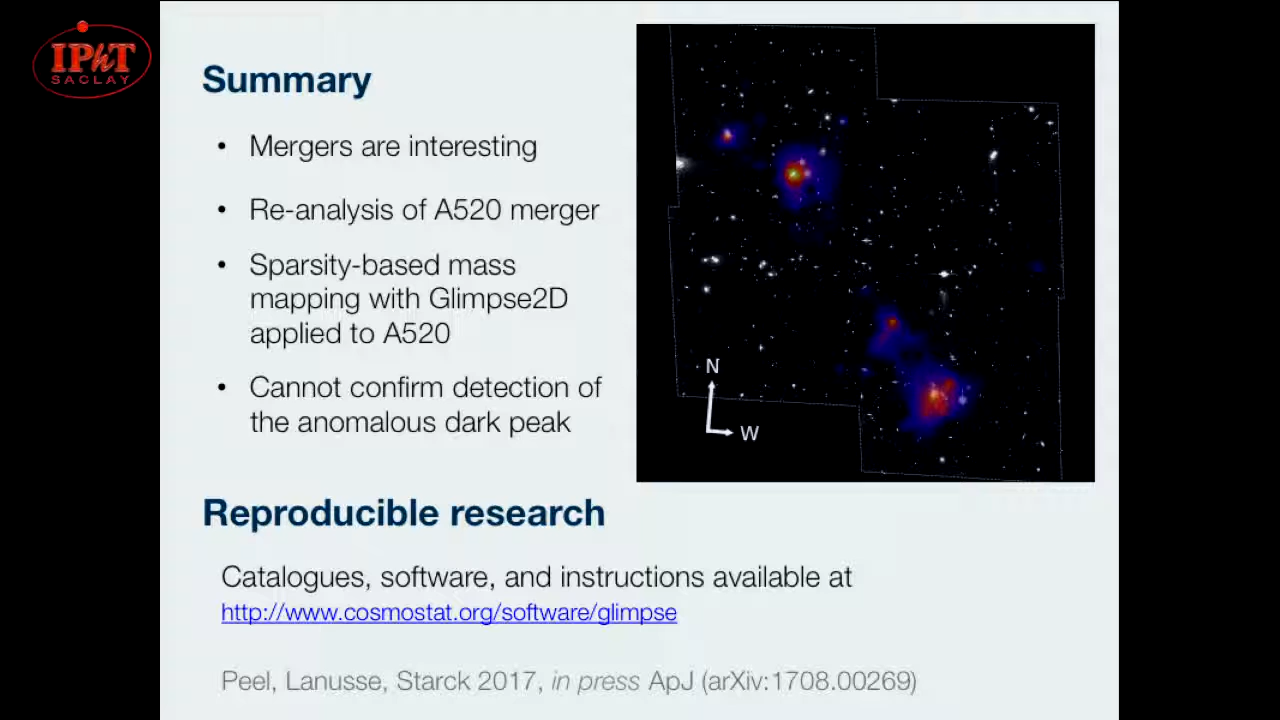 IPhT
SACLAY
Summary
• Mergers are interesting
• Re-analysis of A520 merger
• Sparsity-based mass
mapping with Glimpse2D
applied to A520
• Cannot confirm detection of
the anomalous dark peak
N
W
Reproducible research
Catalogues, software, and instructions available at
http://www.cosmostat.org/software/glimpse
Peel, Lanusse, Starck 2017, in press ApJ (arXiv:1708.00269)